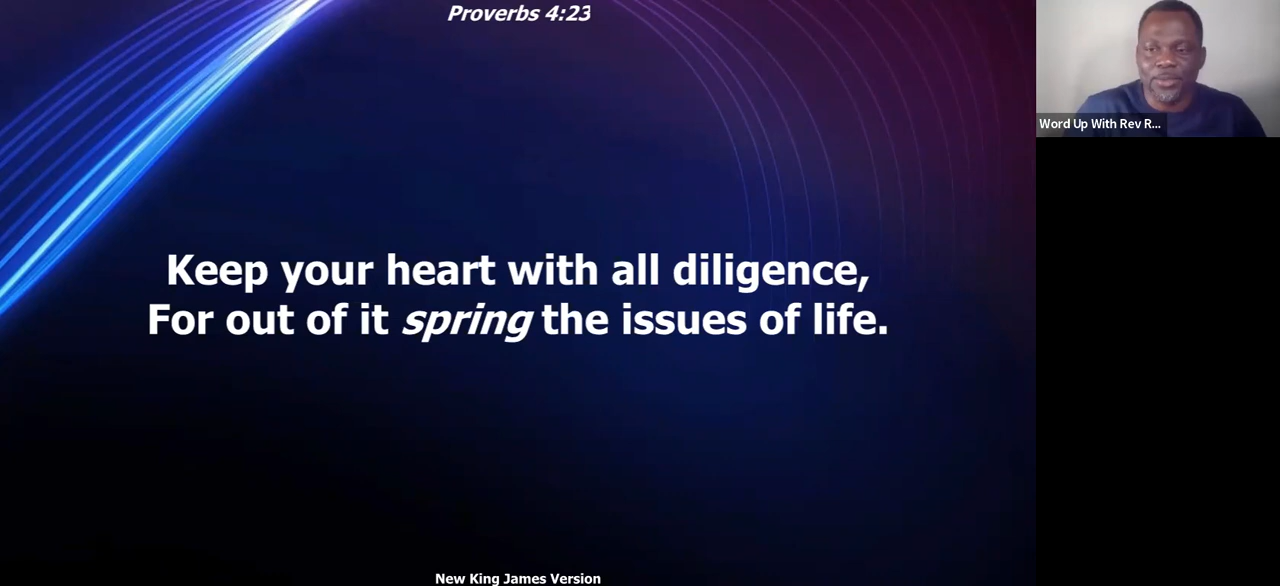 Proverbs 4:23
Word Up With Rev R...
Keep your heart with all diligence,
For out of it spring the issues of life.
New King James Version